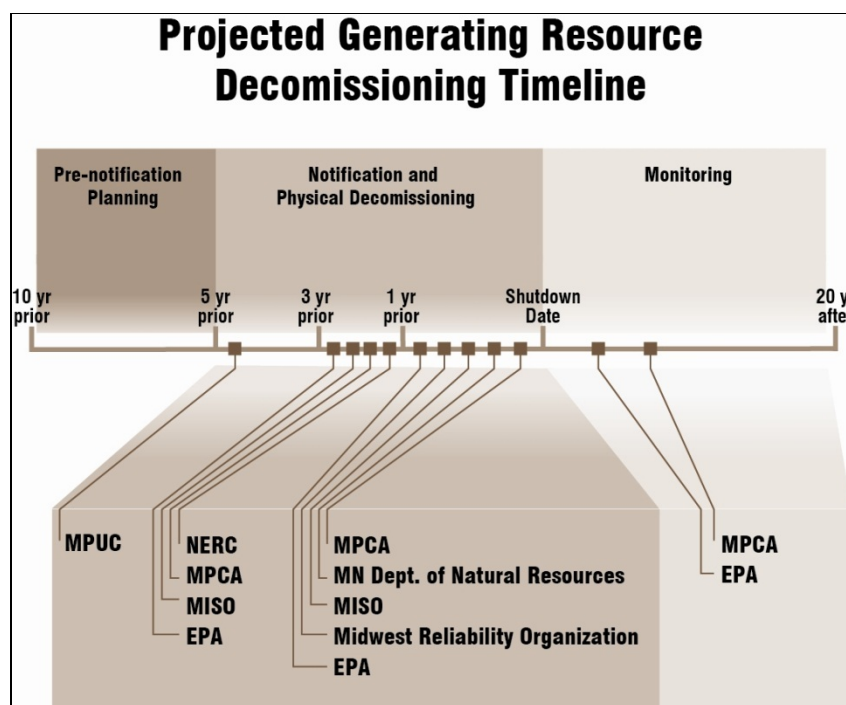 Projected Generating Resource
Decomissioning Timeline
Pre-notification
Planning
Notification and
Physical Decomissioning
Monitoring
10 yr
prior
5 yr
prior
3 yr
prior
1 yr
prior
Shutdown
Date
20 y
after
MPUC
NERC
MPCA
MISO
EPA
MPCA
MN Dept. of Natural Resources
MISO
Midwest Reliability Organization
EPA
MPCA
EPA